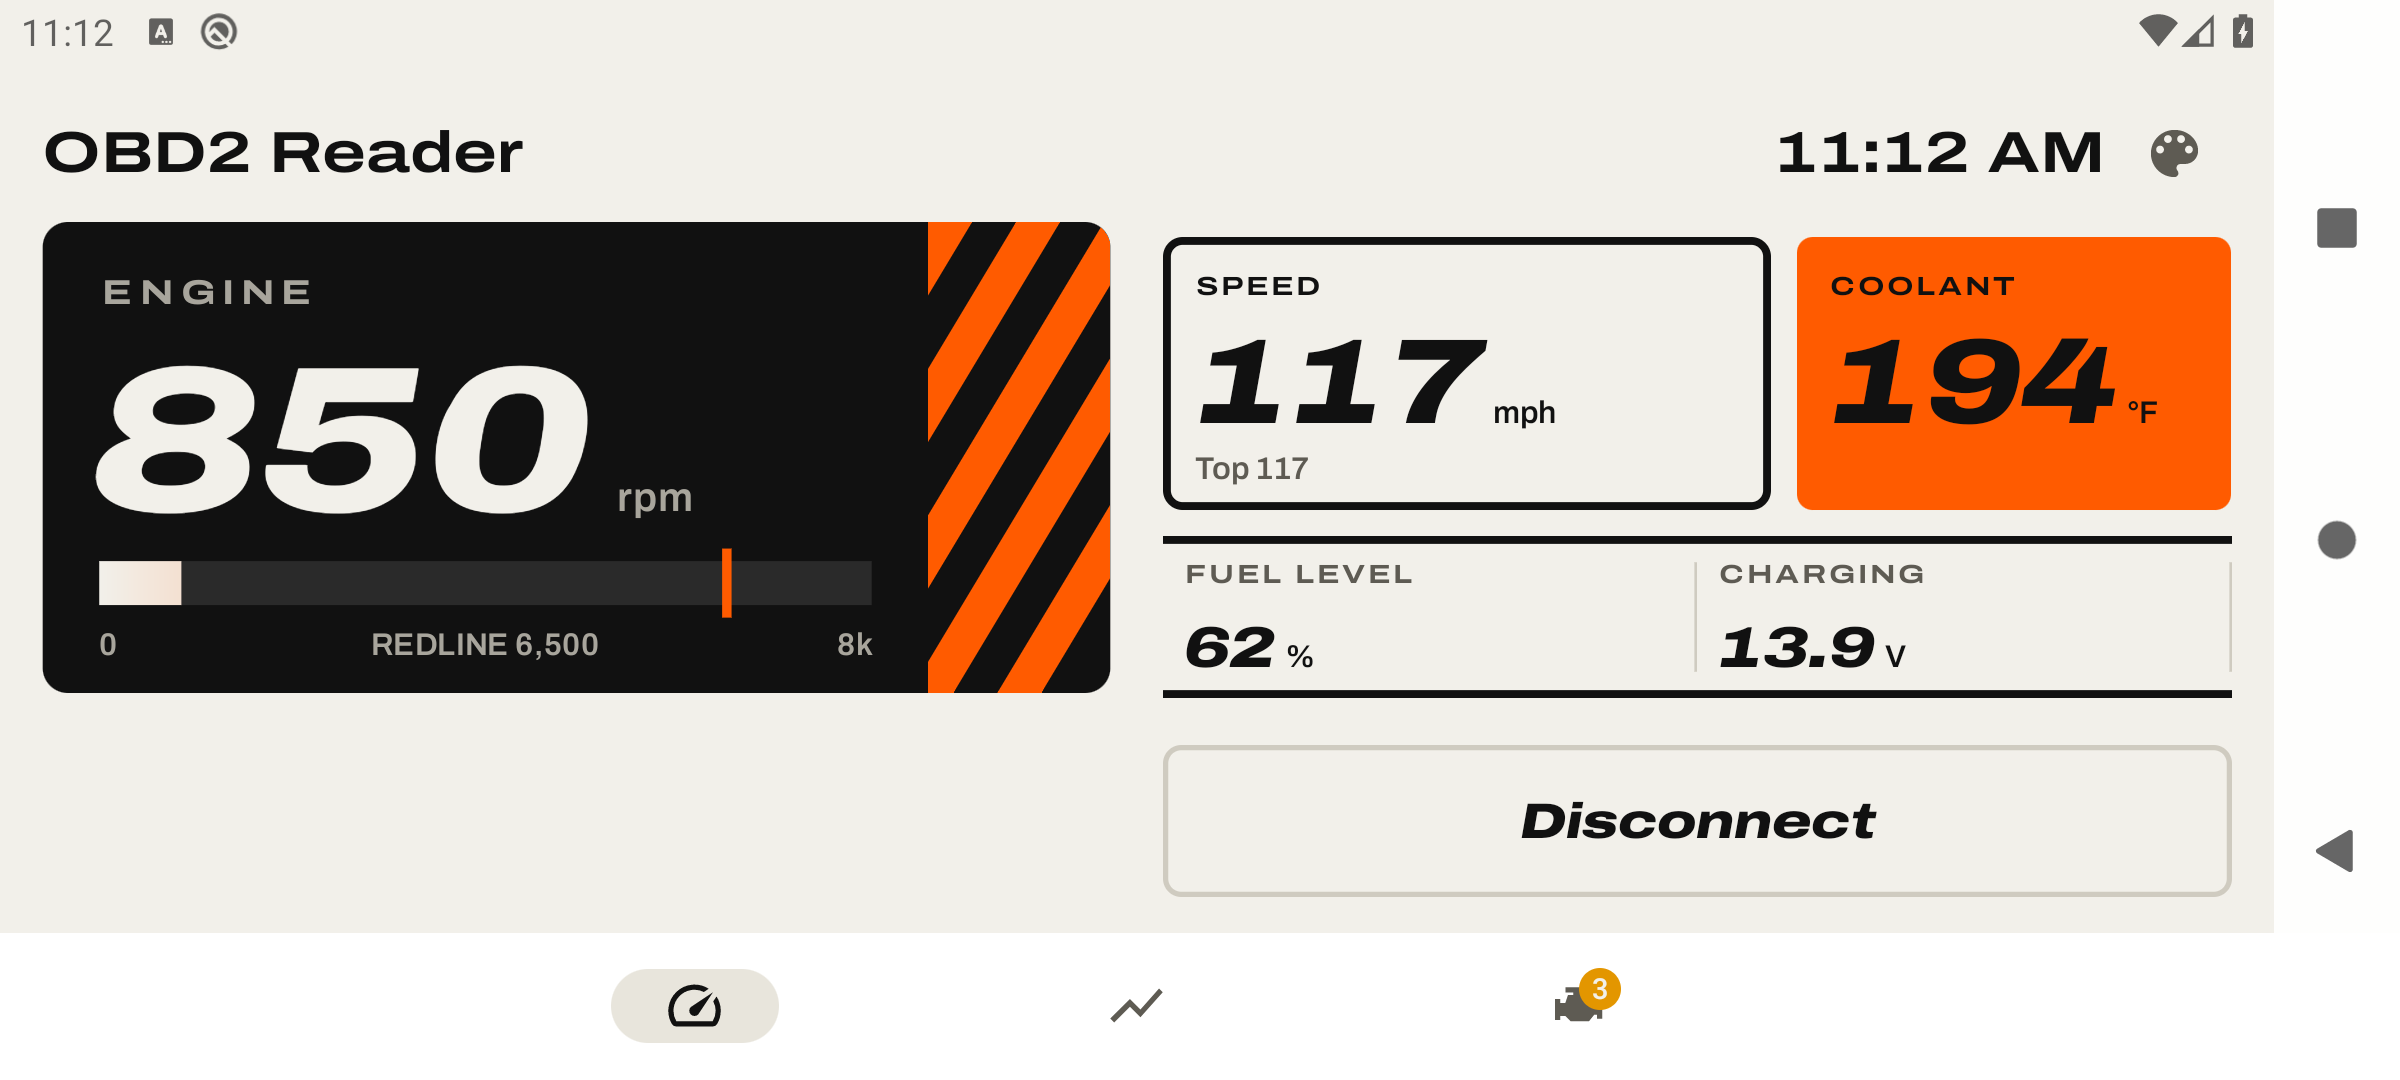 11:12
OBD2 Reader
11:12 AM
ENGINE
850 rpm
0 REDLINE 6,500 8k
SPEED
117 mph
Top 117
COOLANT
194 °F
FUEL LEVEL
62 %
CHARGING
13.9 V
Disconnect
3